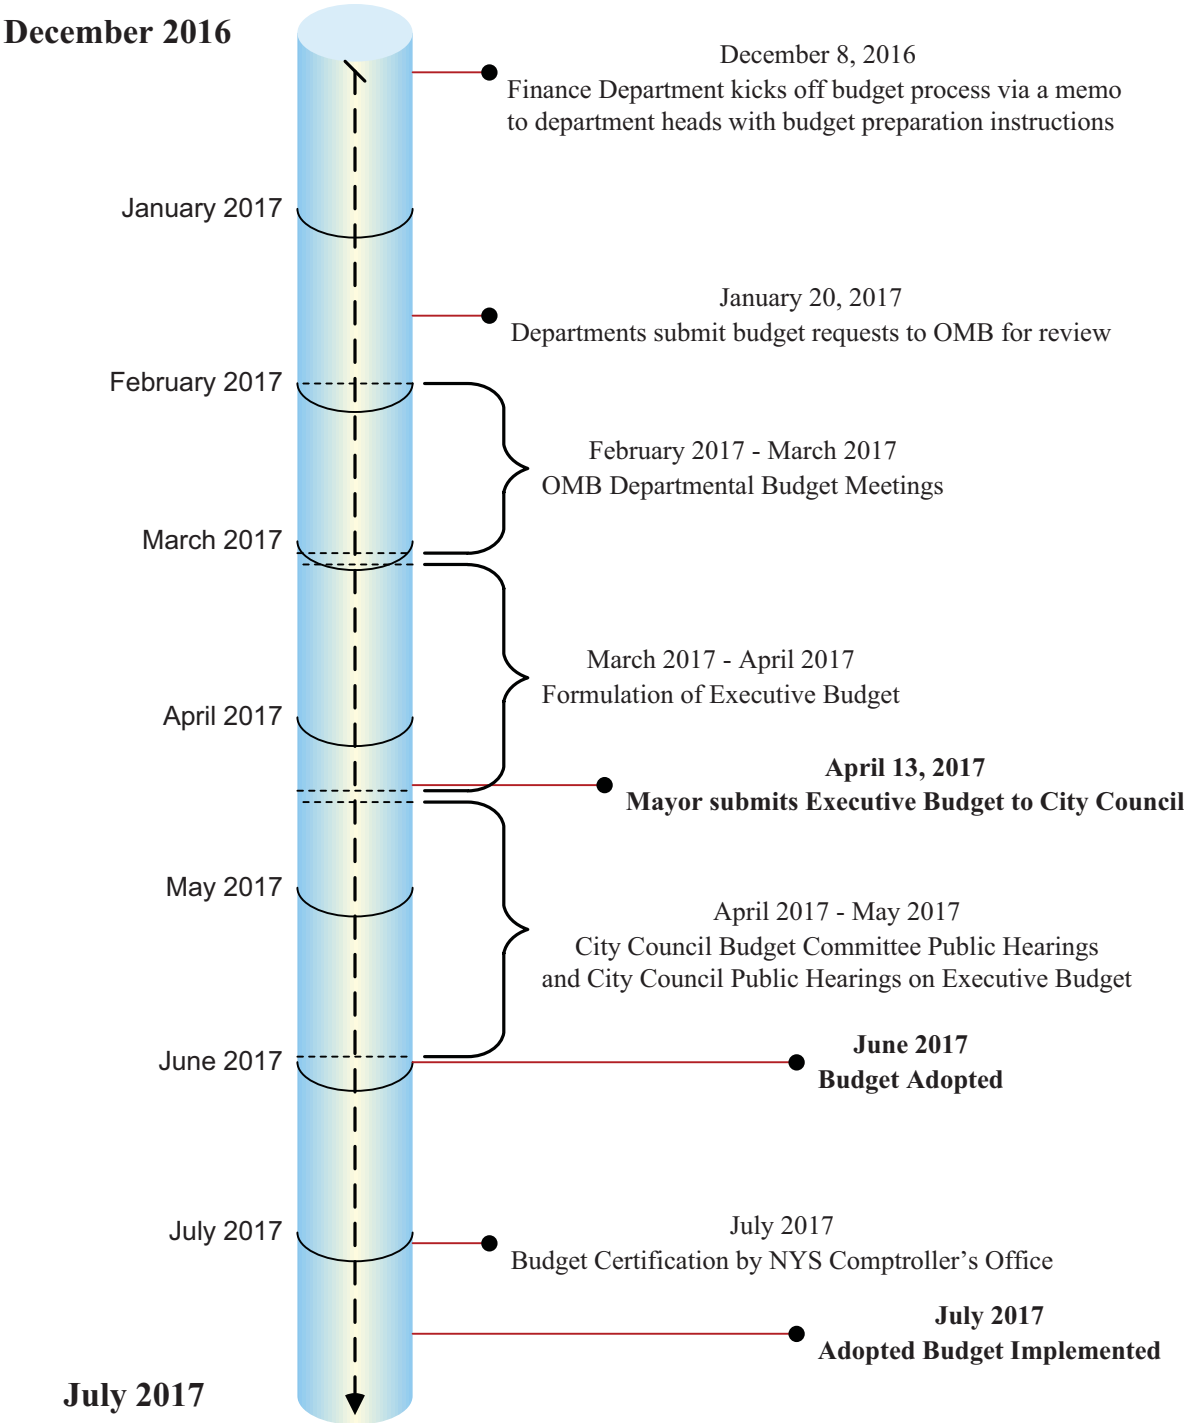 December 2016
December 8, 2016
Finance Department kicks off budget process via a memo
to department heads with budget preparation instructions
January 2017
January 20, 2017
Departments submit budget requests to OMB for review
February 2017
February 2017 - March 2017
OMB Departmental Budget Meetings
March 2017
March 2017 - April 2017
Formulation of Executive Budget
April 2017
April 13, 2017
Mayor submits Executive Budget to City Council
May 2017
April 2017 - May 2017
City Council Budget Committee Public Hearings
and City Council Public Hearings on Executive Budget
June 2017
June 2017
Budget Adopted
July 2017
July 2017
Budget Certification by NYS Comptroller’s Office
July 2017
Adopted Budget Implemented
July 2017